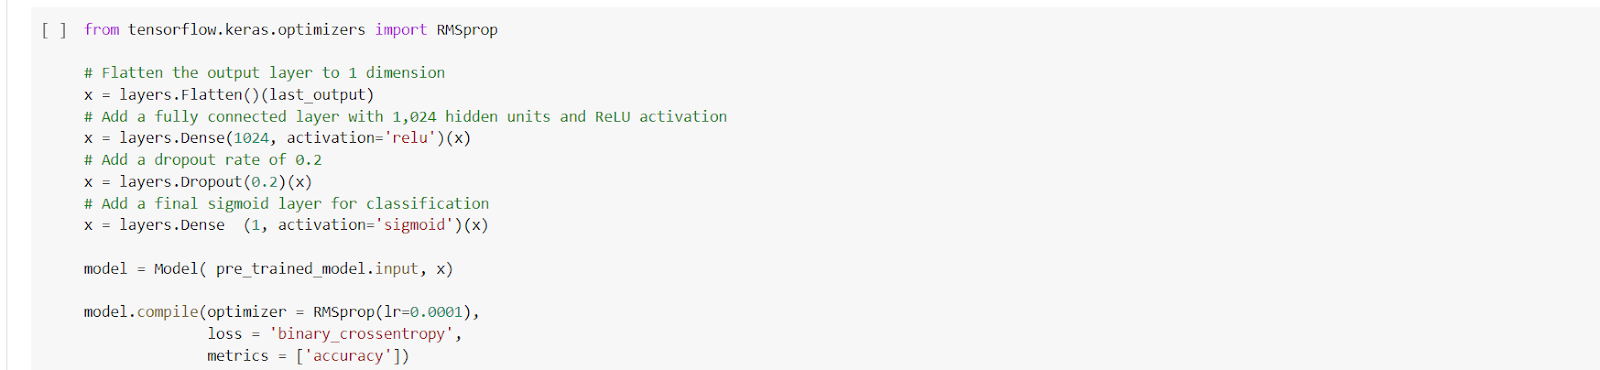 [ ] from tensorflow.keras.optimizers import RMSprop
# Flatten the output layer to 1 dimension
x = layers.Flatten()(last_output)
# Add a fully connected layer with 1,024 hidden units and ReLU activation
x = layers.Dense(1024, activation='relu')(x)
# Add a dropout rate of 0.2
x = layers.Dropout(0.2)(x)
# Add a final sigmoid layer for classification
x = layers.Dense  (1, activation='sigmoid')(x)
model = Model( pre_trained_model.input, x)
model.compile(optimizer = RMSprop(lr=0.0001),
loss = 'binary_crossentropy',
metrics = ['accuracy'])